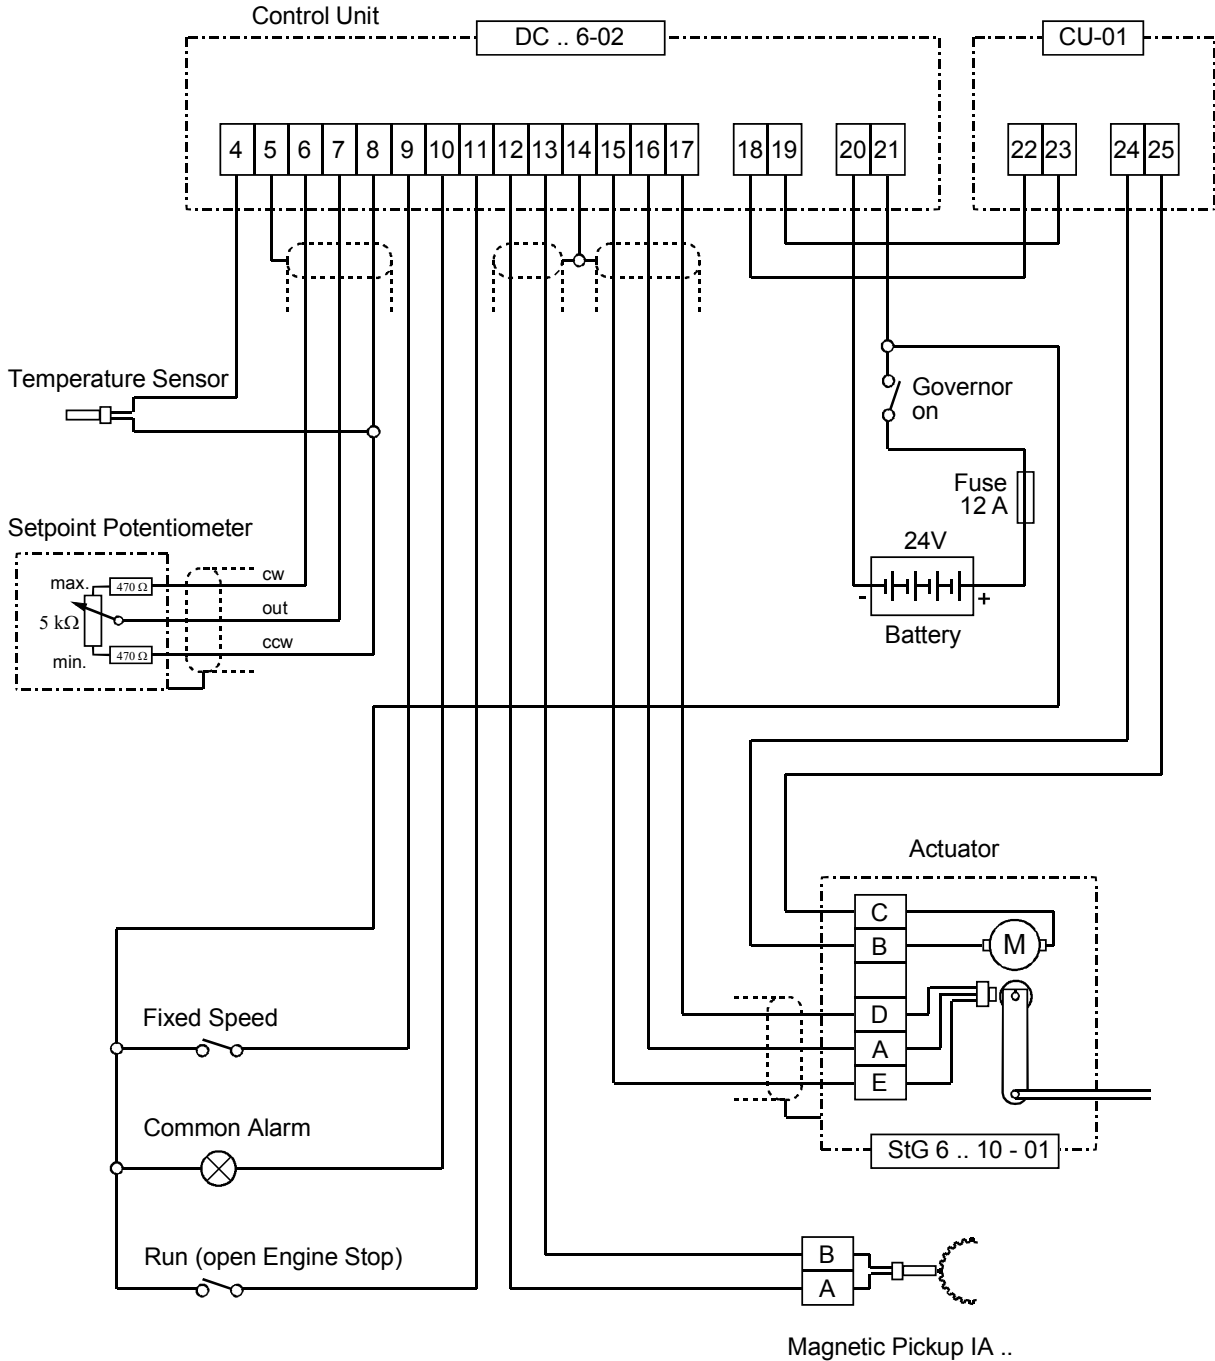 Control Unit
DC .. 6-02
CU-01
4 5 6 7 8 9 10 11 12 13 14 15 16 17 18 19 20 21 22 23 24 25
Temperature Sensor
Governor
on
Fuse
12 A
Setpoint Potentiometer
24V
max.
470 Ω
cw
5 kΩ
out
- +
min.
470 Ω
ccw
Battery
Actuator
C
B
M
D
A
E
Fixed Speed
Common Alarm
StG 6 .. 10 - 01
Run (open Engine Stop)
B
A
Magnetic Pickup IA ..